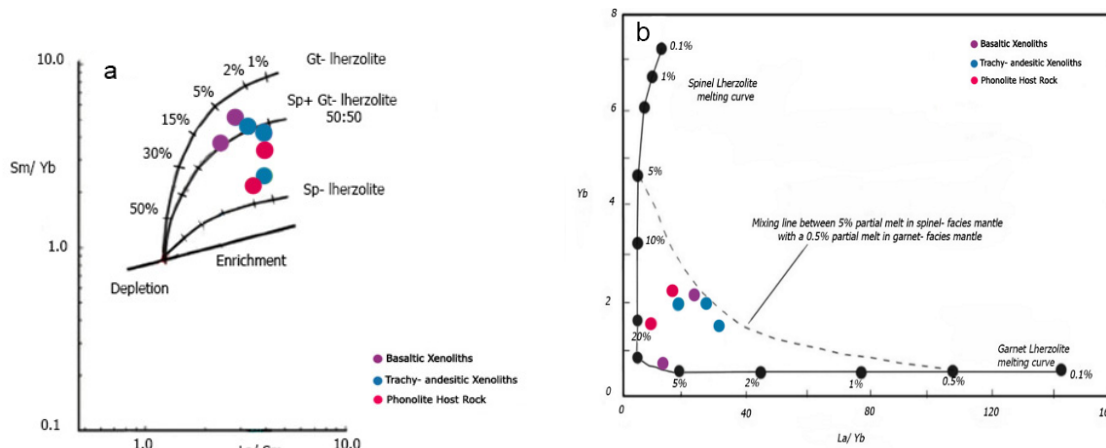 a
10.0
1%
2%
5%
15%
30%
50%
Gt- lherzolite
Sp+ Gt- lherzolite
50:50
Sp- lherzolite
Sm/ Yb
1.0
Enrichment
Depletion
Basaltic Xenoliths
Trachy- andesitic Xenoliths
Phonolite Host Rock
0.1
1.0
10.0
b
8
6
4
2
0
Yb
0.1%
1%
5%
10%
20%
Spinel Lherzolite
melting curve
Basaltic Xenoliths
Trachy- andesitic Xenoliths
Phonolite Host Rock
Mixing line between 5% partial melt in spinel- facies mantle
with a 0.5% partial melt in garnet- facies mantle
Garnet Lherzolite
melting curve
5%
2%
1%
0.5%
0.1%
0
40
80
120
160
La/ Yb